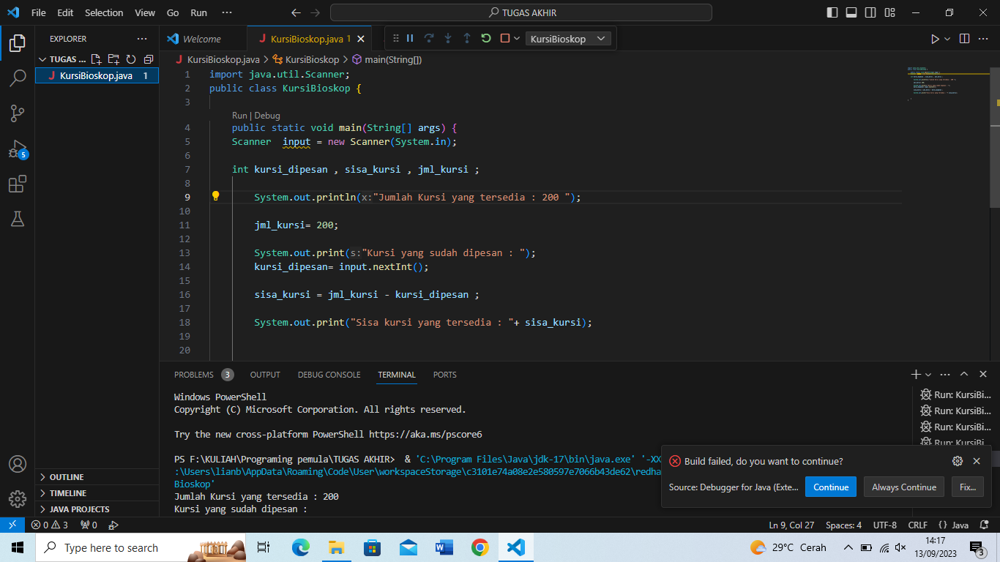 File Edit Selection View Go Run ··· TUGAS AKHIR
EXPLORER ···
TUGAS ...
KursiBioskop.java 1
OUTLINE
TIMELINE
JAVA PROJECTS
5
Welcome
KursiBioskop.java 1
KursiBioskop
KursiBioskop.java > KursiBioskop > main(String[])
1 import java.util.Scanner;
2 public class KursiBioskop {
3
Run | Debug
4 public static void main(String[] args) {
5 Scanner  input = new Scanner(System.in);
6
7 int kursi_dipesan , sisa_kursi , jml_kursi ;
8
9 System.out.println(x:"Jumlah Kursi yang tersedia : 200 ");
10
11 jml_kursi= 200;
12
13 System.out.print(s:"Kursi yang sudah dipesan : ");
14 kursi_dipesan= input.nextInt();
15
16 sisa_kursi = jml_kursi - kursi_dipesan ;
17
18 System.out.print("Sisa kursi yang tersedia : "+ sisa_kursi);
19
20
PROBLEMS 3 OUTPUT DEBUG CONSOLE TERMINAL PORTS
Windows PowerShell
Copyright (C) Microsoft Corporation. All rights reserved.
Try the new cross-platform PowerShell https://aka.ms/pscore6
PS F:\KULIAH\Programing pemula\TUGAS AKHIR>  & 'C:\Program Files\Java\jdk-17\bin\java.exe' '-XX
:\Users\lianb\AppData\Roaming\Code\User\workspaceStorage\c3101e74a08e2e580597e7066b43de62\redha
Bioskop'
Jumlah Kursi yang tersedia : 200
Kursi yang sudah dipesan :
Run: KursiBi...
Run: KursiBi...
Run: KursiBi...
Run: KursiBi...
Build failed, do you want to continue?
Source: Debugger for Java (Exte... Continue Always Continue Fix...
0 3 0 Ln 9, Col 27 Spaces: 4 UTF-8 CRLF {} Java
Type here to search
29°C Cerah
14:17
13/09/2023
3